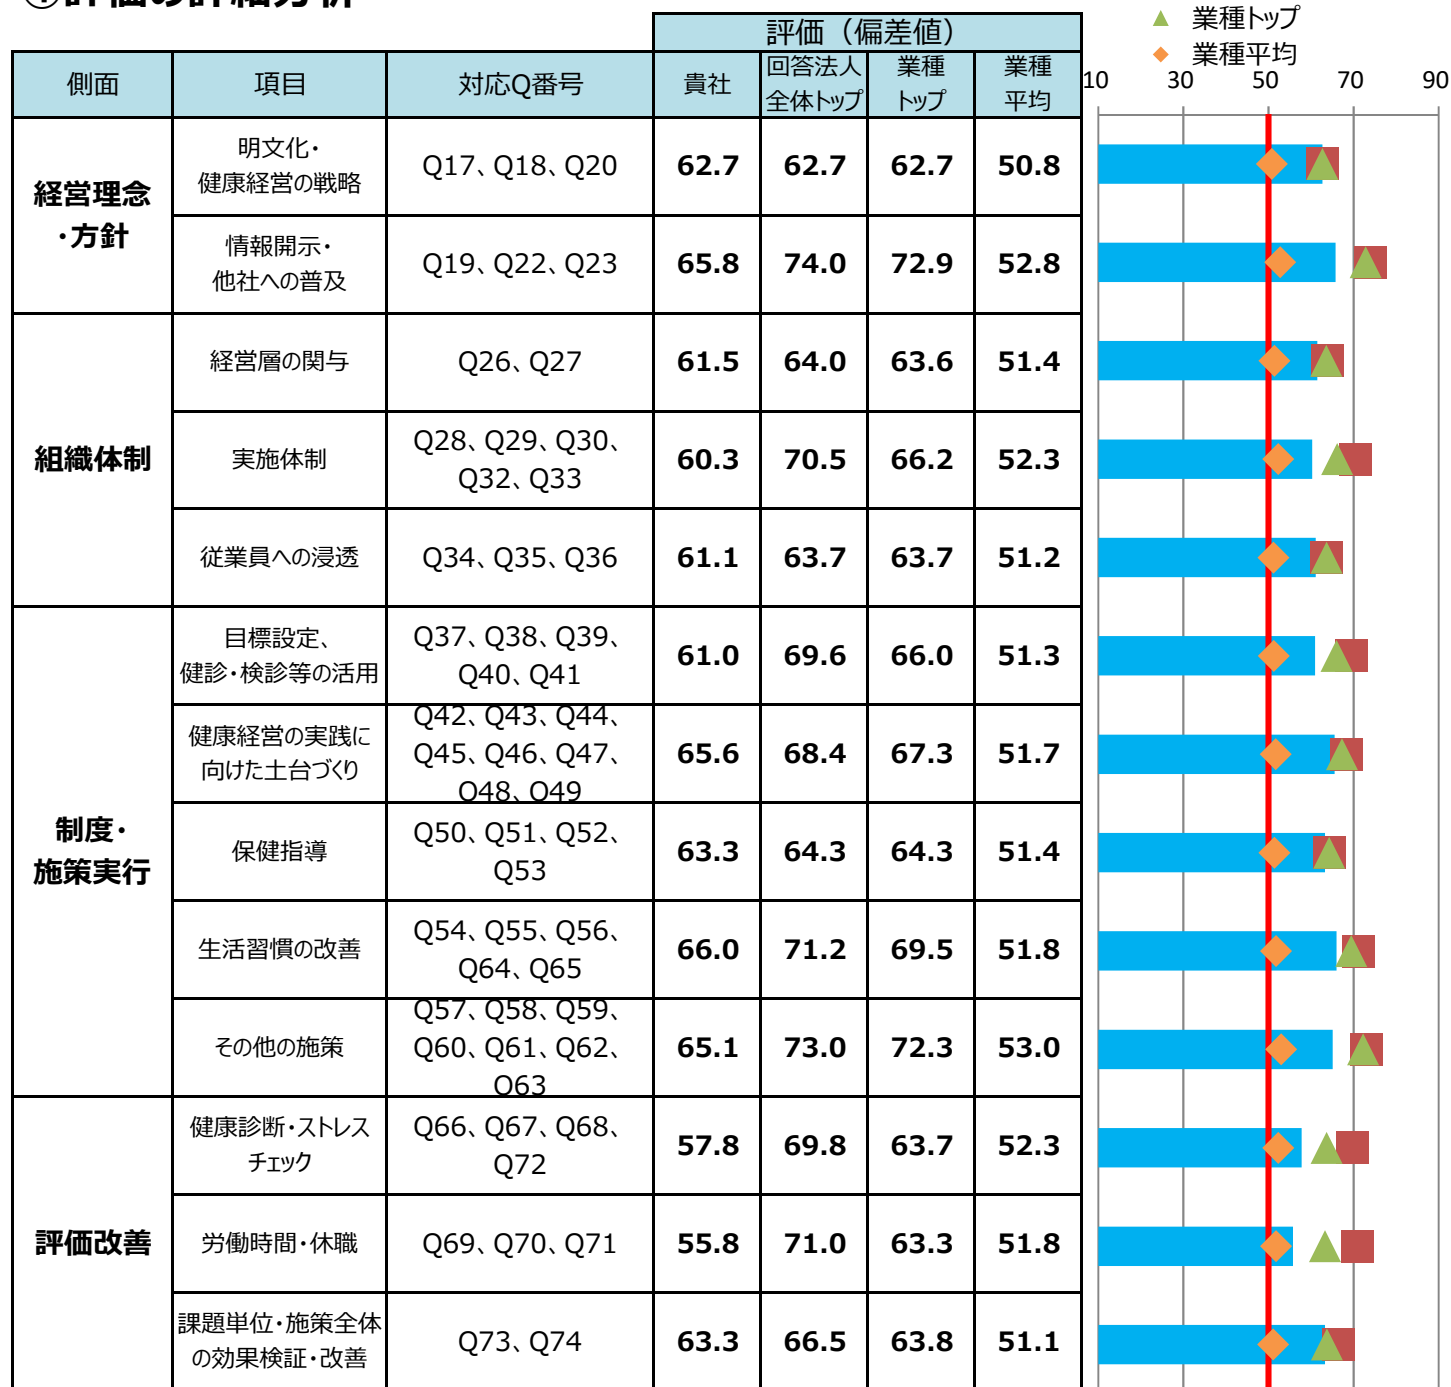 ①評価の詳細分析
▲ 業種トップ
◆ 業種平均
評価（偏差値）
側面 項目 対応Q番号 貴社 回答法人 業種 業種
全体トップ トップ 平均
10 30 50 70 90
経営理念
・方針
明文化・
健康経営の戦略
Q17、Q18、Q20 62.7 62.7 62.7 50.8
情報開示・
他社への普及
Q19、Q22、Q23 65.8 74.0 72.9 52.8
組織体制
経営層の関与 Q26、Q27 61.5 64.0 63.6 51.4
実施体制
Q28、Q29、Q30、
Q32、Q33
60.3 70.5 66.2 52.3
従業員への浸透 Q34、Q35、Q36 61.1 63.7 63.7 51.2
制度・
施策実行
目標設定、
健診・検診等の活用
Q37、Q38、Q39、
Q40、Q41
61.0 69.6 66.0 51.3
健康経営の実践に
向けた土台づくり
Q42、Q43、Q44、
Q45、Q46、Q47、
Q48、Q49
65.6 68.4 67.3 51.7
保健指導
Q50、Q51、Q52、
Q53
63.3 64.3 64.3 51.4
生活習慣の改善
Q54、Q55、Q56、
Q64、Q65
66.0 71.2 69.5 51.8
その他の施策
Q57、Q58、Q59、
Q60、Q61、Q62、
Q63
65.1 73.0 72.3 53.0
評価改善
健康診断・ストレス
チェック
Q66、Q67、Q68、
Q72
57.8 69.8 63.7 52.3
労働時間・休職 Q69、Q70、Q71 55.8 71.0 63.3 51.8
課題単位・施策全体
の効果検証・改善
Q73、Q74 63.3 66.5 63.8 51.1